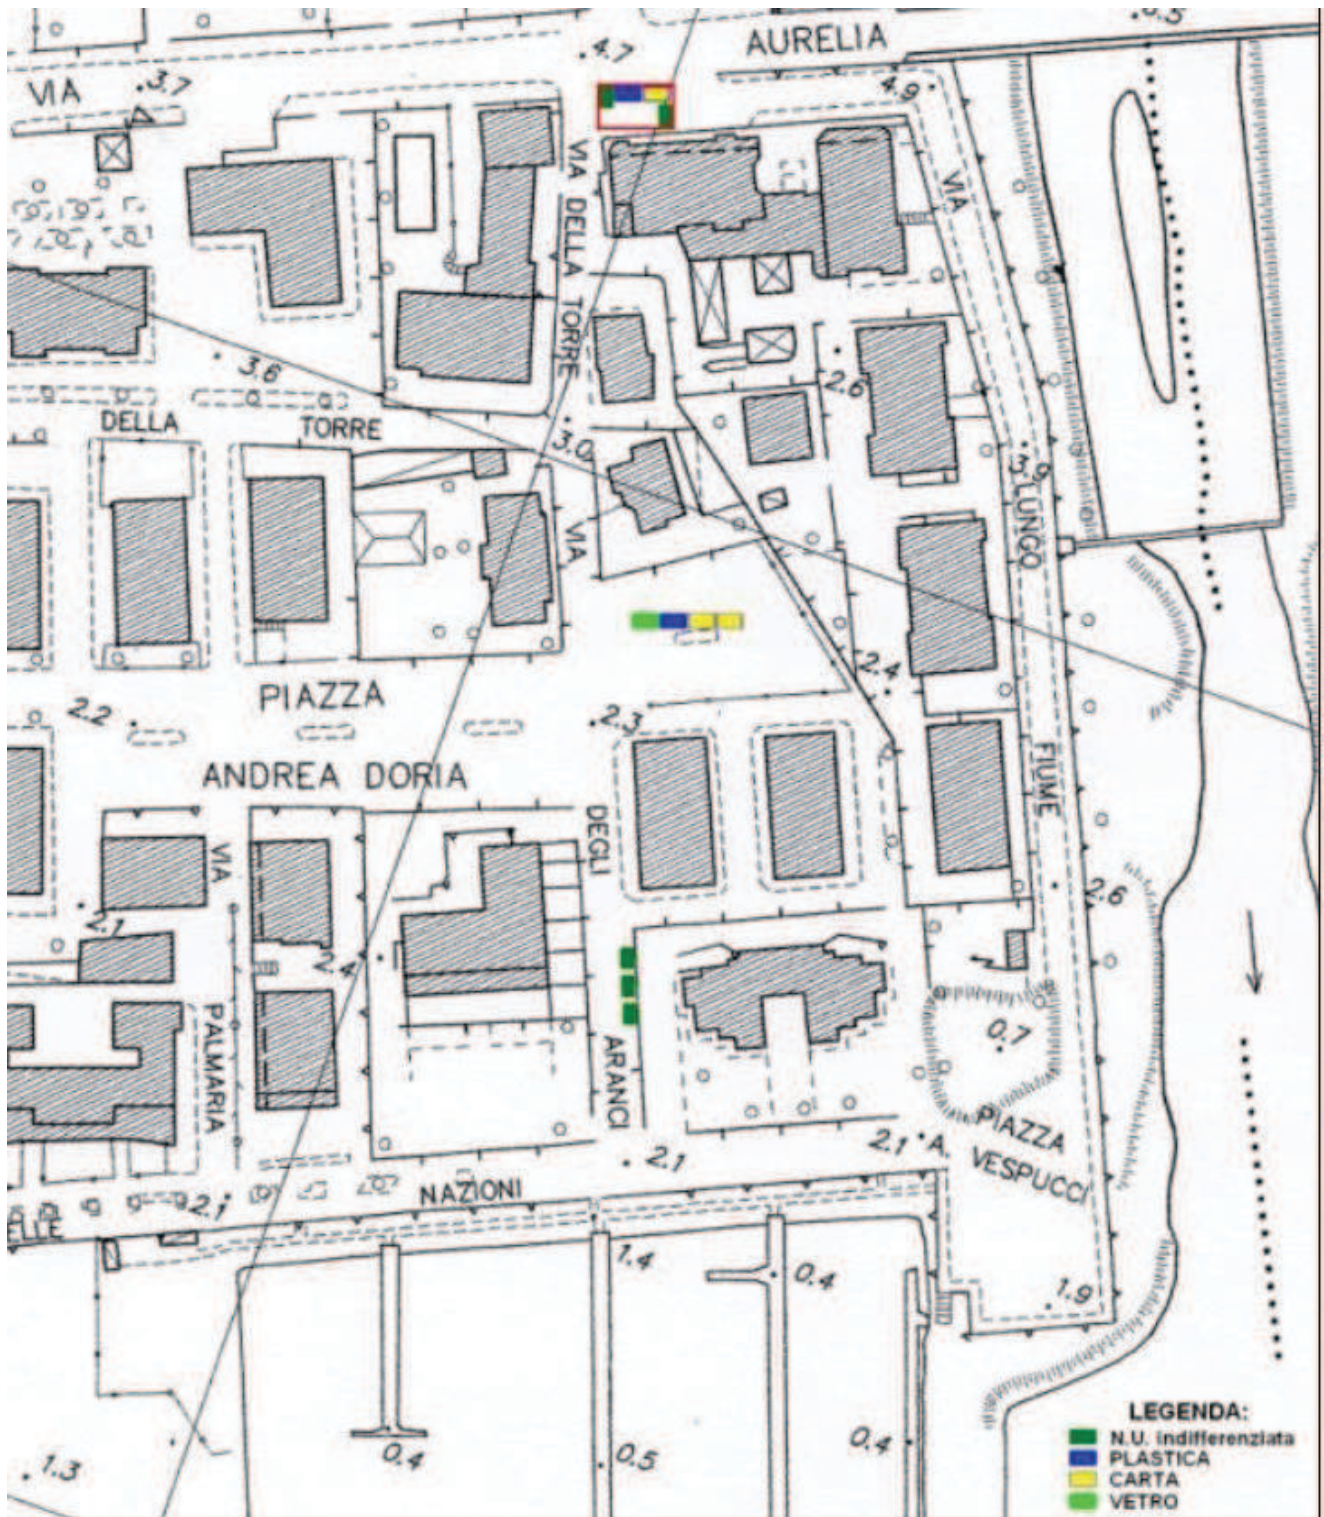 AURELIA
VIA
.3.7
.4.7
4.9.
VIA DELLA TORRE
VIA
3.6
2.6
DELLA TORRE
3.0
3.9
VIA
LUNGO
2.4
PIAZZA
2.2
2.3
ANDREA DORIA
FIUME
DEGLI
VIA
2.1
2.6
2.4
0.7
PALMARIA
ARANCI
PIAZZA
A. VESPUCCI
2.1
2.1
NAZIONI
2.1
ELLE
1.4
0.4
1.9
LEGENDA:
N.U. indifferenziata
PLASTICA
CARTA
VETRO
.1.3
0.4
.0.5
0.4